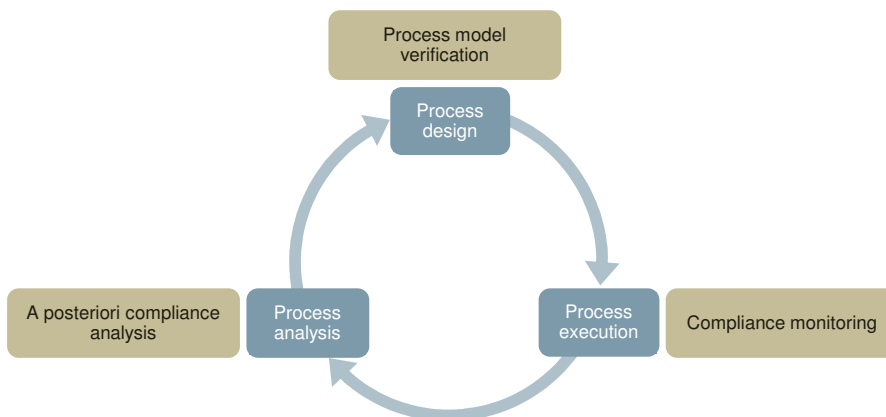 Process model
verification
Process
design
A posteriori compliance
analysis
Process
analysis
Process
execution
Compliance monitoring